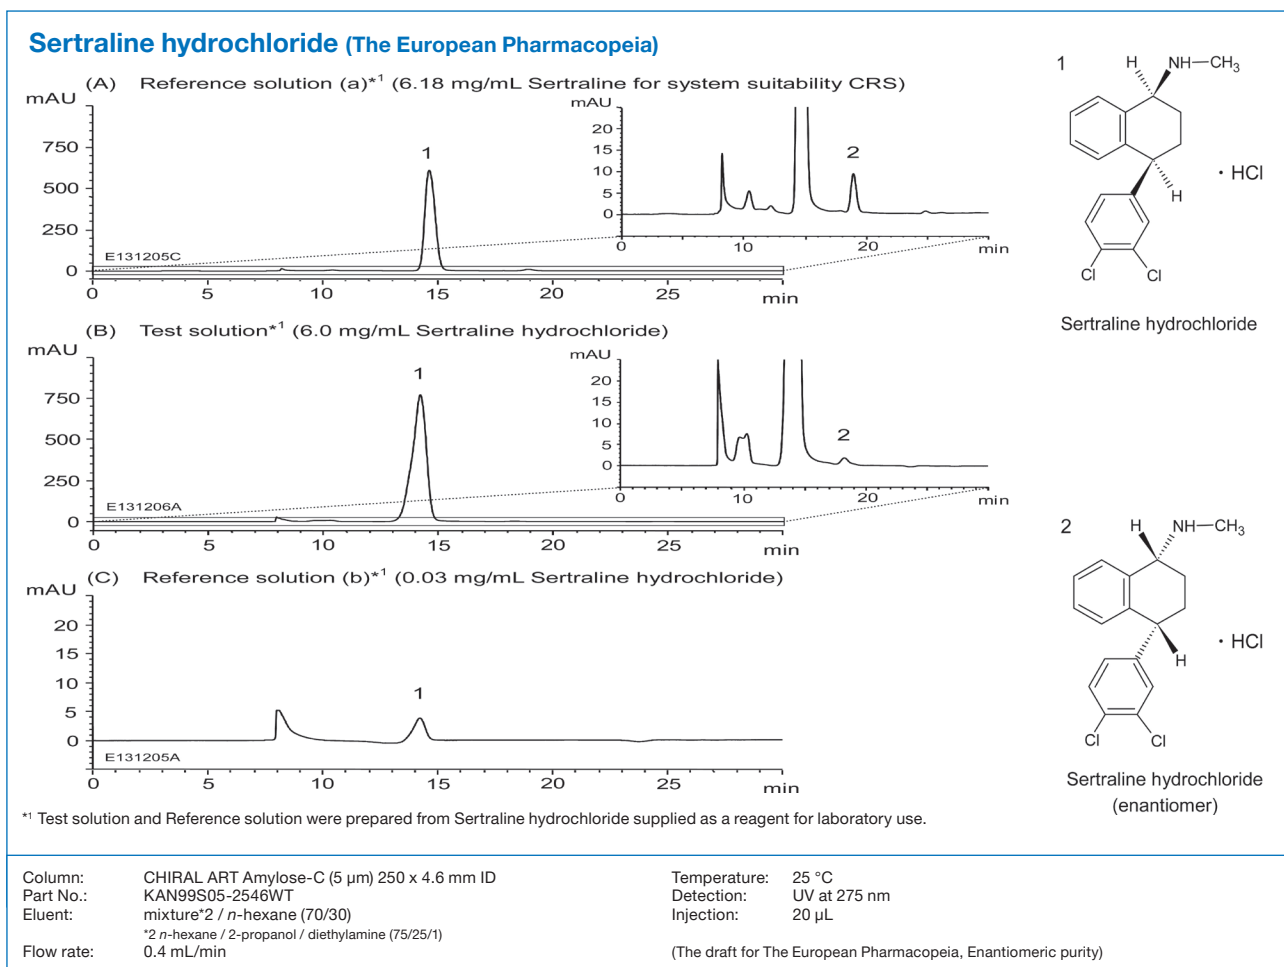 Sertraline hydrochloride (The European Pharmacopeia)
(A) Reference solution (a)*1 (6.18 mg/mL Sertraline for system suitability CRS)
mAU
750
500
250
0
1
E131205C
0 5 10 15 20 25
min
mAU
20
15
10
5
0
2
0 10 20
min
(B) Test solution*1 (6.0 mg/mL Sertraline hydrochloride)
mAU
750
500
250
0
1
E131206A
0 5 10 15 20 25
min
mAU
20
15
10
5
0
2
0 10 20
min
(C) Reference solution (b)*1 (0.03 mg/mL Sertraline hydrochloride)
mAU
20
15
10
5
0
1
E131205A
0 5 10 15 20 25
min
1
H NH CH3
H
· HCl
Cl
Cl
Sertraline hydrochloride
2
H NH CH3
H
· HCl
Cl Cl
Sertraline hydrochloride
(enantiomer)
*1 Test solution and Reference solution were prepared from Sertraline hydrochloride supplied as a reagent for laboratory use.
Column: CHIRAL ART Amylose-C (5 µm) 250 x 4.6 mm ID
Part No.: KAN99S05-2546WT
Eluent: mixture*2 / n-hexane (70/30)
*2 n-hexane / 2-propanol / diethylamine (75/25/1)
Flow rate: 0.4 mL/min
Temperature: 25 °C
Detection: UV at 275 nm
Injection: 20 µL
(The draft for The European Pharmacopeia, Enantiomeric purity)